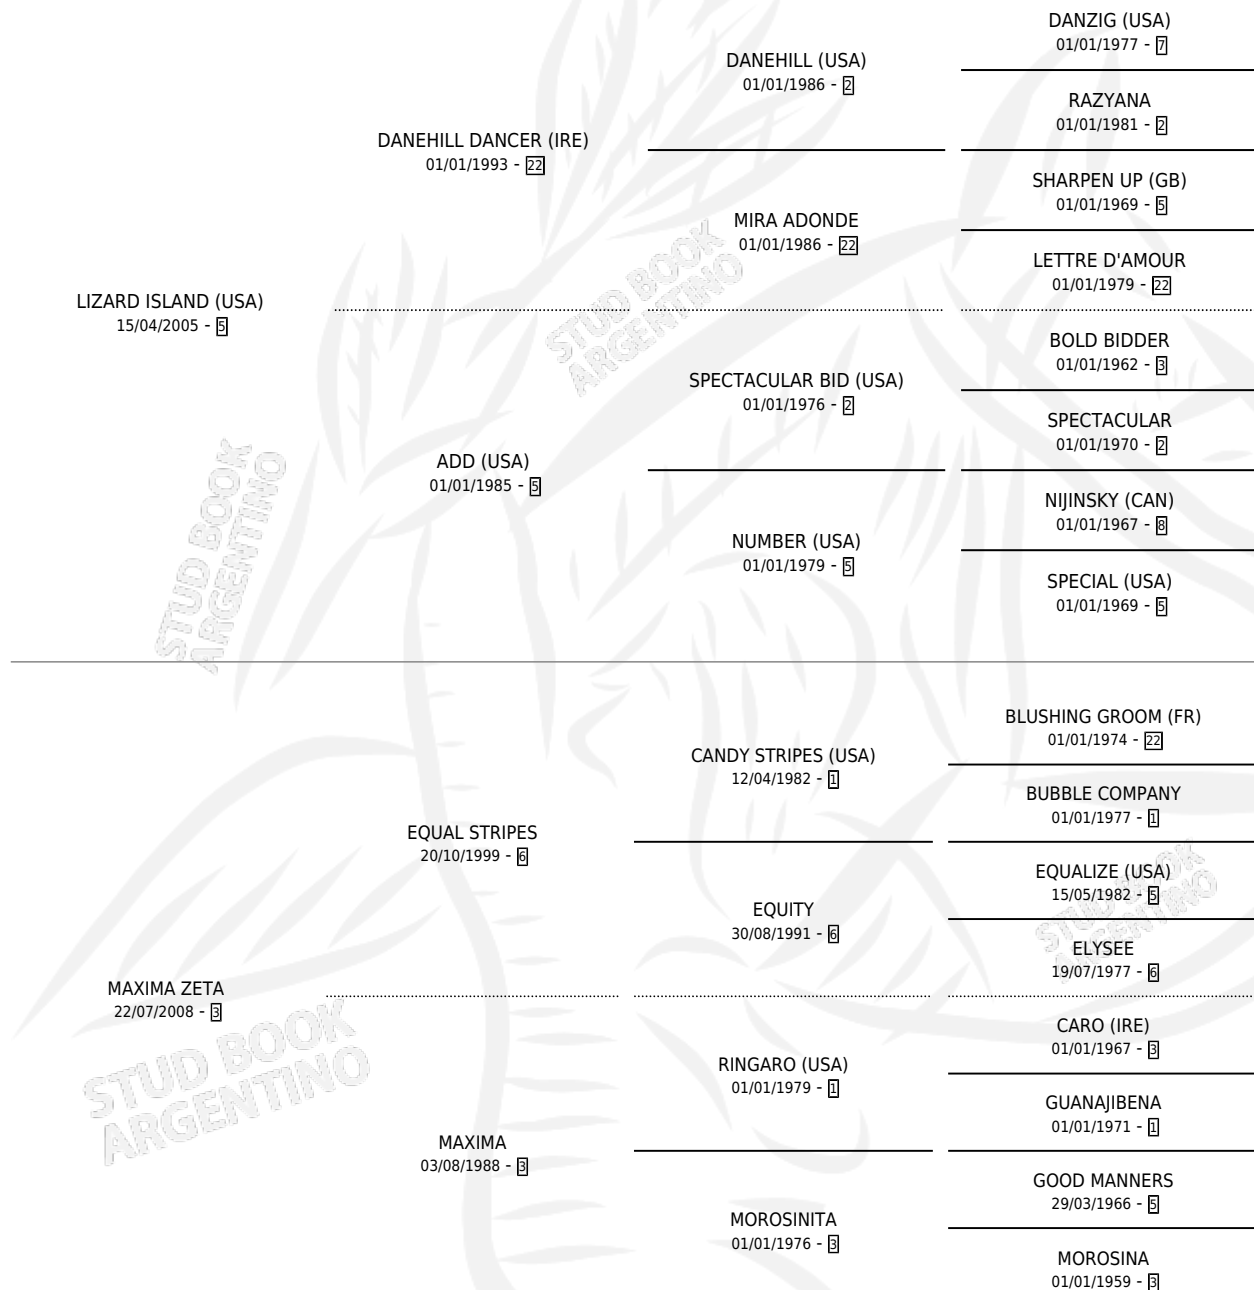 DANZIG (USA)
01/01/1977 - 7
DANEHILL (USA)
01/01/1986 - 2
RAZYANA
01/01/1981 - 2
DANEHILL DANCER (IRE)
01/01/1993 - 22
SHARPEN UP (GB)
01/01/1969 - 5
MIRA ADONDE
01/01/1986 - 22
LETTRE D'AMOUR
01/01/1979 - 22
LIZARD ISLAND (USA)
15/04/2005 - 5
BOLD BIDDER
01/01/1962 - 3
SPECTACULAR BID (USA)
01/01/1976 - 2
SPECTACULAR
01/01/1970 - 2
ADD (USA)
01/01/1985 - 5
NIJINSKY (CAN)
01/01/1967 - 8
NUMBER (USA)
01/01/1979 - 5
SPECIAL (USA)
01/01/1969 - 5
BLUSHING GROOM (FR)
01/01/1974 - 22
CANDY STRIPES (USA)
12/04/1982 - 1
BUBBLE COMPANY
01/01/1977 - 1
EQUAL STRIPES
20/10/1999 - 6
EQUALIZE (USA)
15/05/1982 - 5
EQUITY
30/08/1991 - 6
ELYSEE
19/07/1977 - 6
MAXIMA ZETA
22/07/2008 - 3
CARO (IRE)
01/01/1967 - 3
RINGARO (USA)
01/01/1979 - 1
GUANAJIBENA
01/01/1971 - 1
MAXIMA
03/08/1988 - 3
GOOD MANNERS
29/03/1966 - 5
MOROSINITA
01/01/1976 - 3
MOROSINA
01/01/1959 - 3
STUD BOOK
ARGENTINO
STUD BOOK
ARGENTINO
STUD BOOK
ARGENTINO
STUD BOOK
ARGENTINO